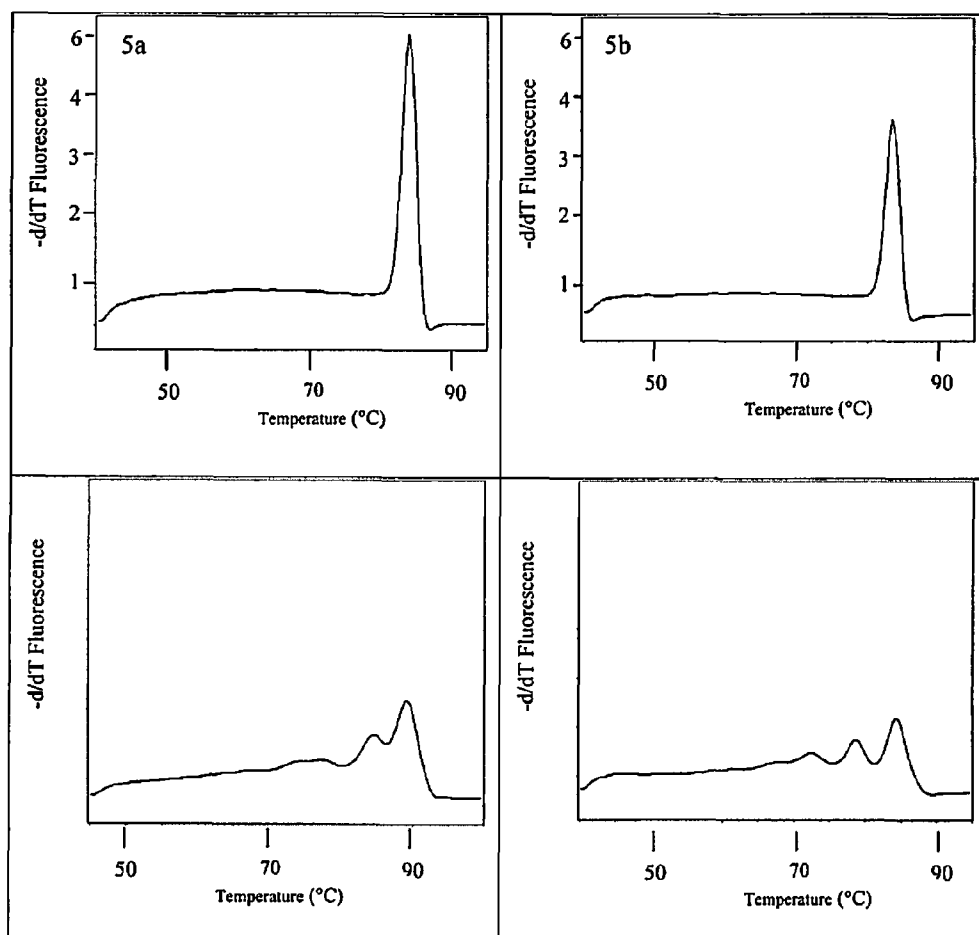 5a
6
4
3
2
1
-d/dT Fluorescence
50 70 90
Temperature (°C)
5b
6
4
3
2
1
-d/dT Fluorescence
50 70 90
Temperature (°C)
-d/dT Fluorescence
50 70 90
Temperature (°C)
-d/dT Fluorescence
50 70 90
Temperature (°C)